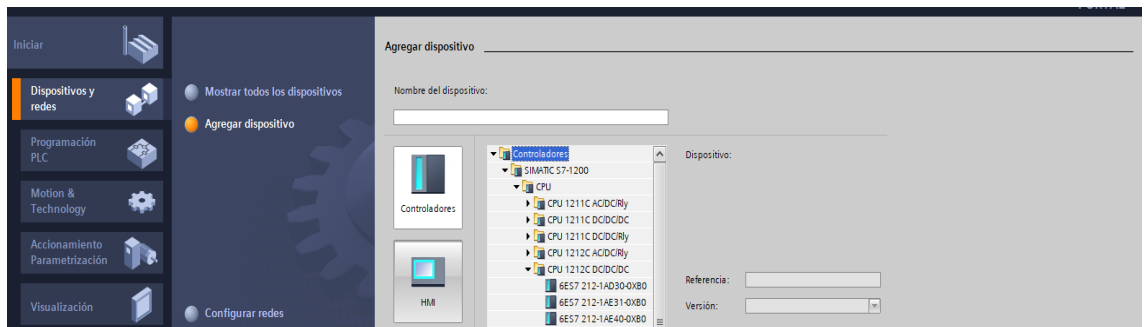 Iniciar
Dispositivos y
redes
Programación
PLC
Motion &
Technology
Accionamiento
Parametrización
Visualización
Mostrar todos los dispositivos
Agregar dispositivo
Configurar redes
Agregar dispositivo
Nombre del dispositivo:
Controladores
HMI
Controladores
SIMATIC S7-1200
CPU
CPU 1211C AC/DC/Rly
CPU 1211C DC/DC/DC
CPU 1211C DC/DC/Rly
CPU 1212C AC/DC/Rly
CPU 1212C DC/DC/DC
6ES7 212-1AD30-0XB0
6ES7 212-1AE31-0XB0
6ES7 212-1AE40-0XB0
Dispositivo:
Referencia:
Versión: